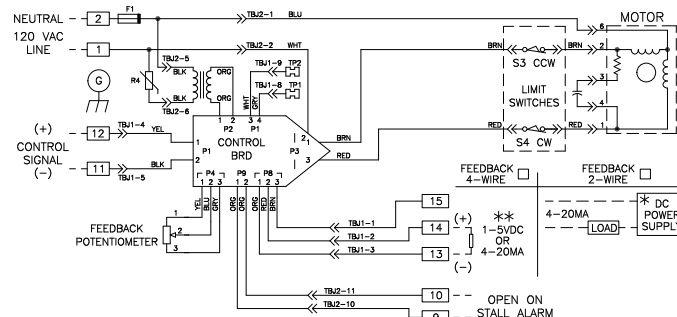 NEUTRAL
2
F1
TBJ2-1
BLU
MOTOR
120 VAC
LINE
1
TBJ2-2
WHT
6
TBJ2-5
BLK
ORG
TBJ1-9
TP2
BRN
S3 CCW
BRN
2
G
R4
BLK
ORG
TBJ1-8
TP1
LIMIT
SWITCHES
3
4
TBJ2-6
WHT
GRY
1 2
P2
3 4
P1
RED
S4 CW
RED
5
(+)
CONTROL
SIGNAL
(-)
12
TBJ1-4
YEL
11
TBJ1-5
BLK
1
P1
2
CONTROL
BRD
2
1
P3
3
BRN
RED
P4
1 2 3
P9
1 2
P8
1 2 3
YEL
BLU
GRY
ORG
ORG
ORG
RED
BRN
FEEDBACK
4-WIRE
FEEDBACK
2-WIRE
FEEDBACK
POTENTIOMETER
1
2
3
TBJ1-1
15
TBJ1-2
14
(+)
TBJ1-3
13
(-)
**
1-5VDC
OR
4-20MA
4-20MA
LOAD
* DC
POWER
SUPPLY
TBJ2-11
10
TBJ2-10
9
OPEN ON
STALL ALARM